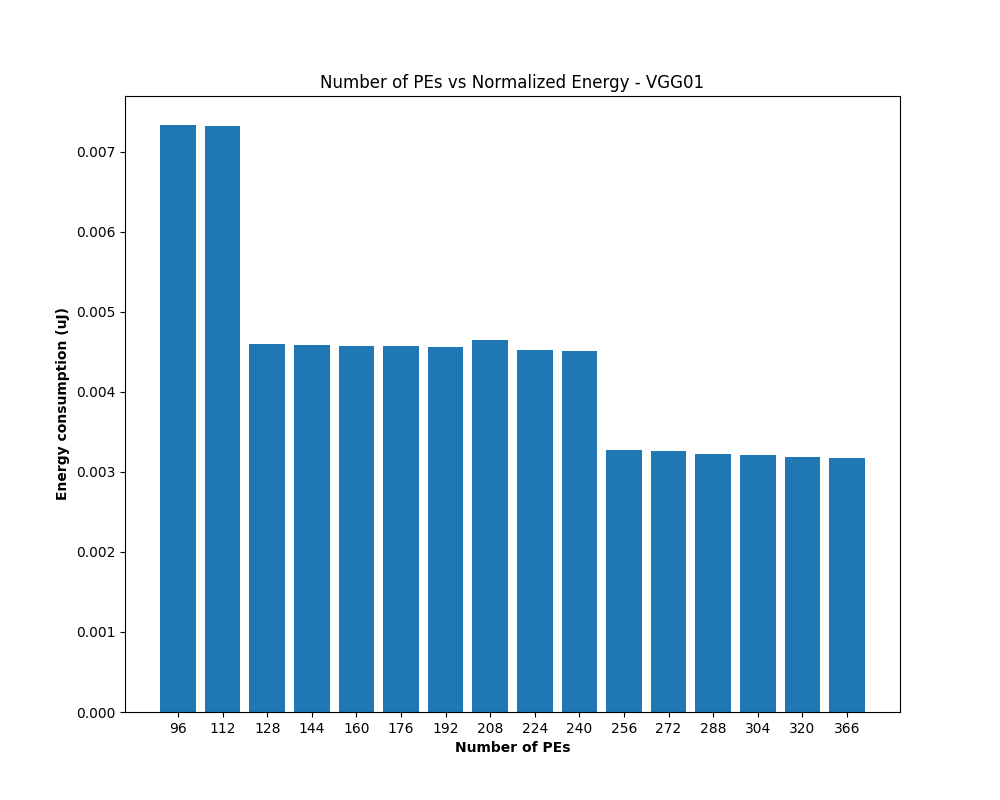 Number of PEs vs Normalized Energy - VGG01
Energy consumption (uJ)
0.007
0.006
0.005
0.004
0.003
0.002
0.001
0.000
96 112 128 144 160 176 192 208 224 240 256 272 288 304 320 366
Number of PEs